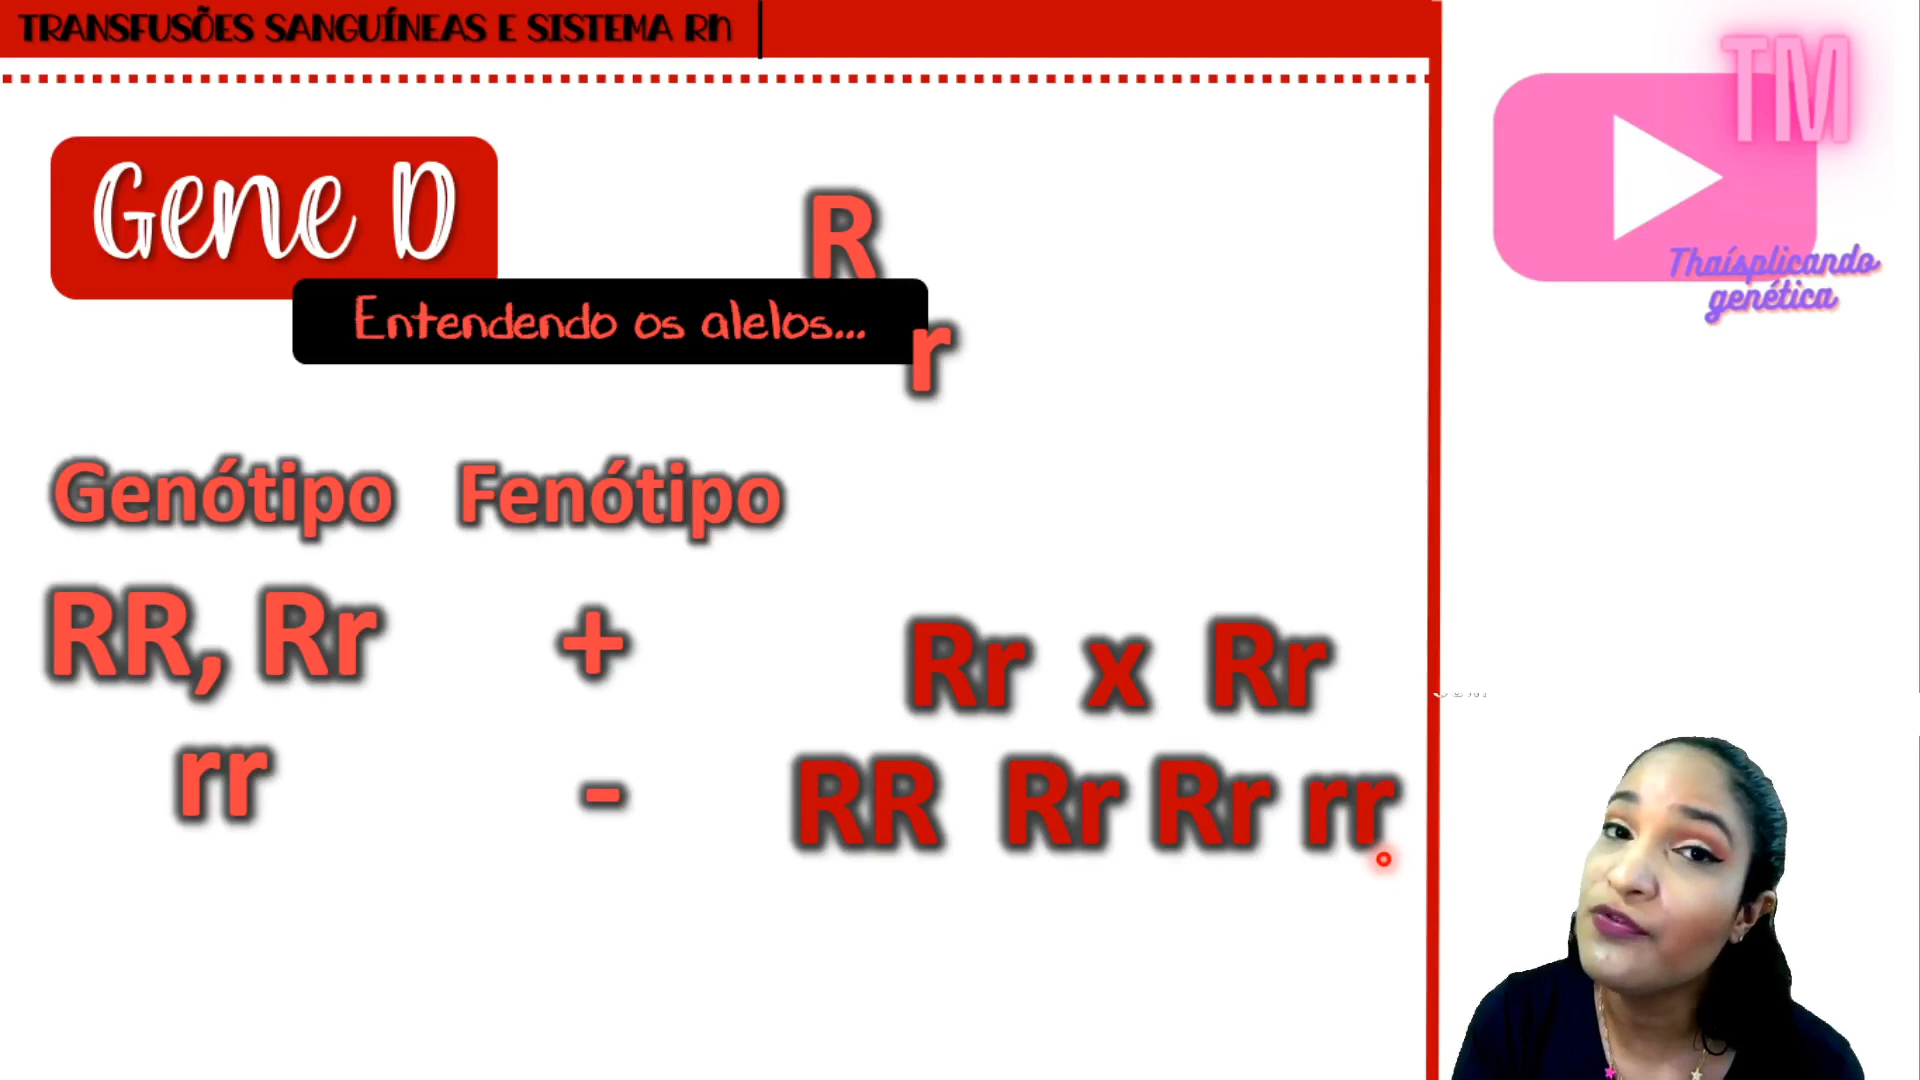 TRANSFUSÕES SANGUÍNEAS E SISTEMA Rh
TM
Thaísplicando
genética
Gene D
R
Entendendo os alelos...
r
Genótipo Fenótipo
RR, Rr +
Rr x Rr
rr -
RR Rr Rr rr